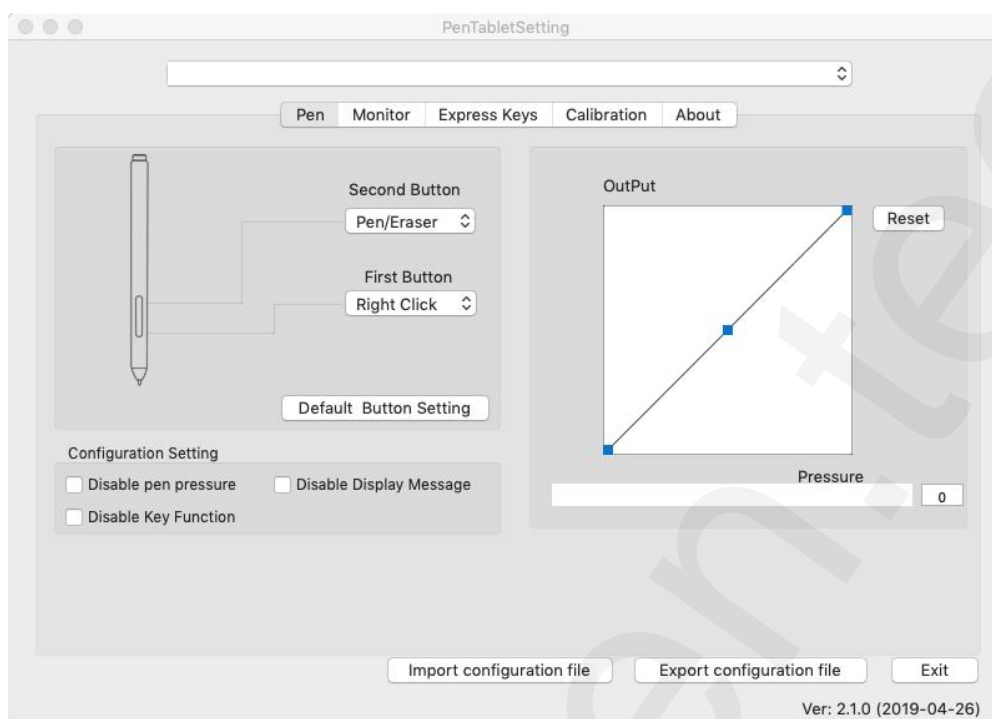 PenTabletSetting
Pen Monitor Express Keys Calibration About
Second Button
Pen/Eraser
First Button
Right Click
Default Button Setting
Configuration Setting
Disable pen pressure Disable Display Message
Disable Key Function
OutPut
Reset
Pressure
0
Import configuration file Export configuration file Exit
Ver: 2.1.0 (2019-04-26)